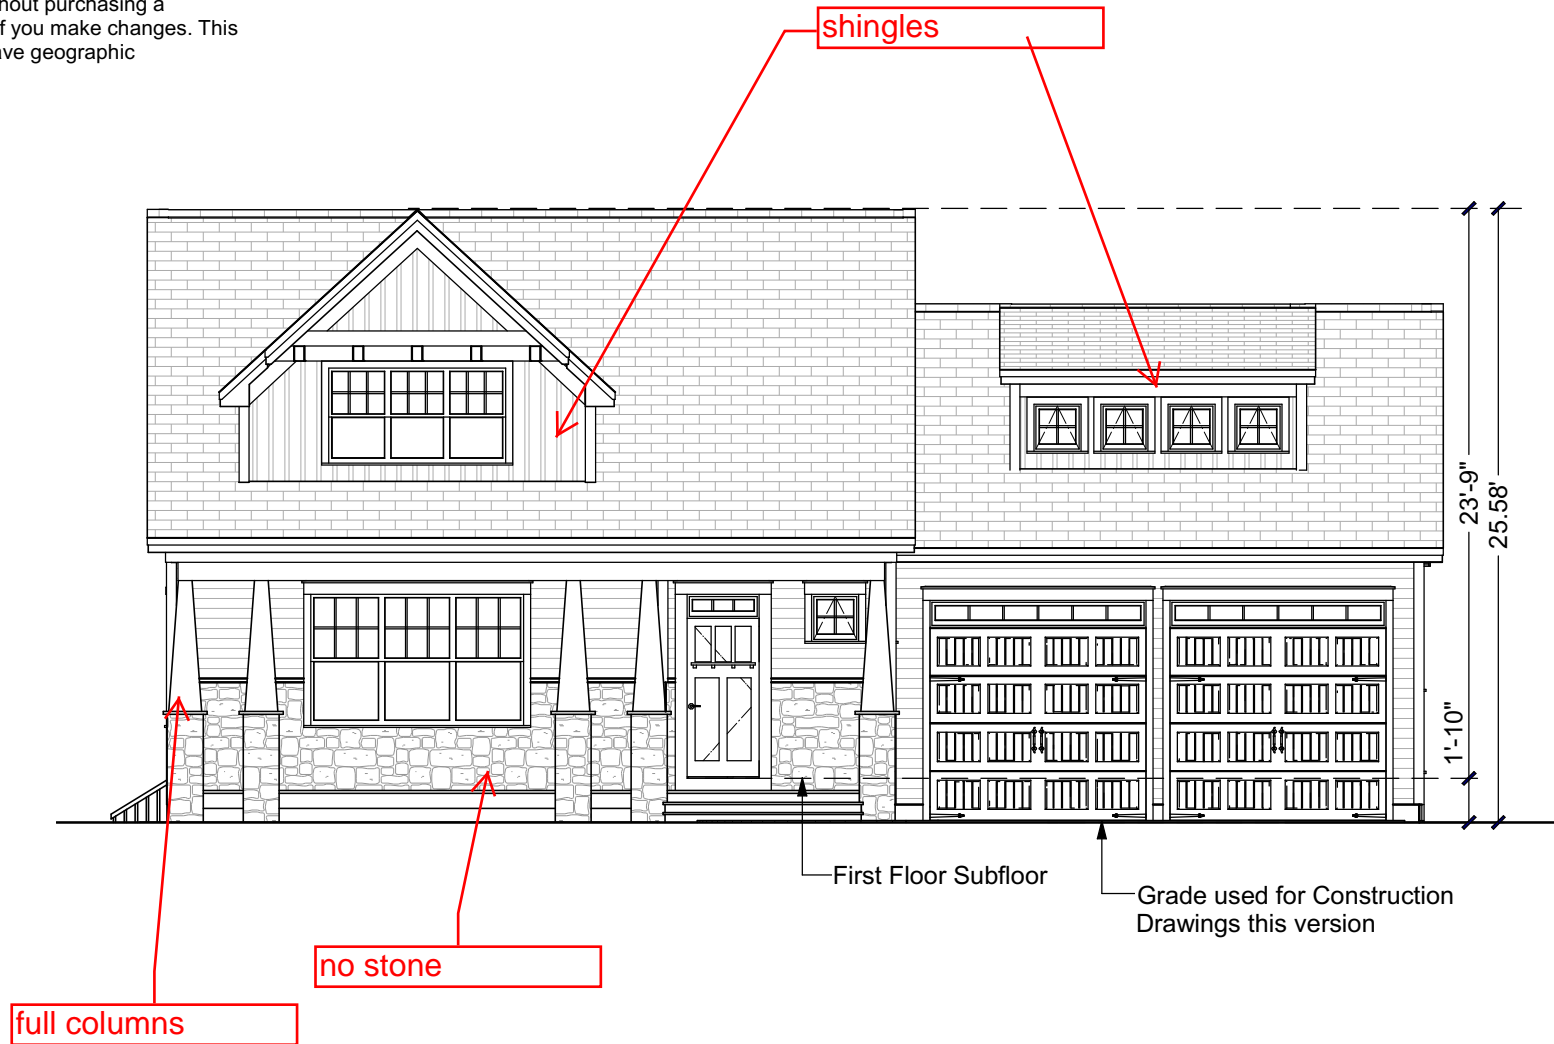 hout purchasing a
f you make changes. This
ave geographic
shingles
23'-9"
25.58'
1'-10"
First Floor Subfloor
Grade used for Construction
Drawings this version
no stone
full columns